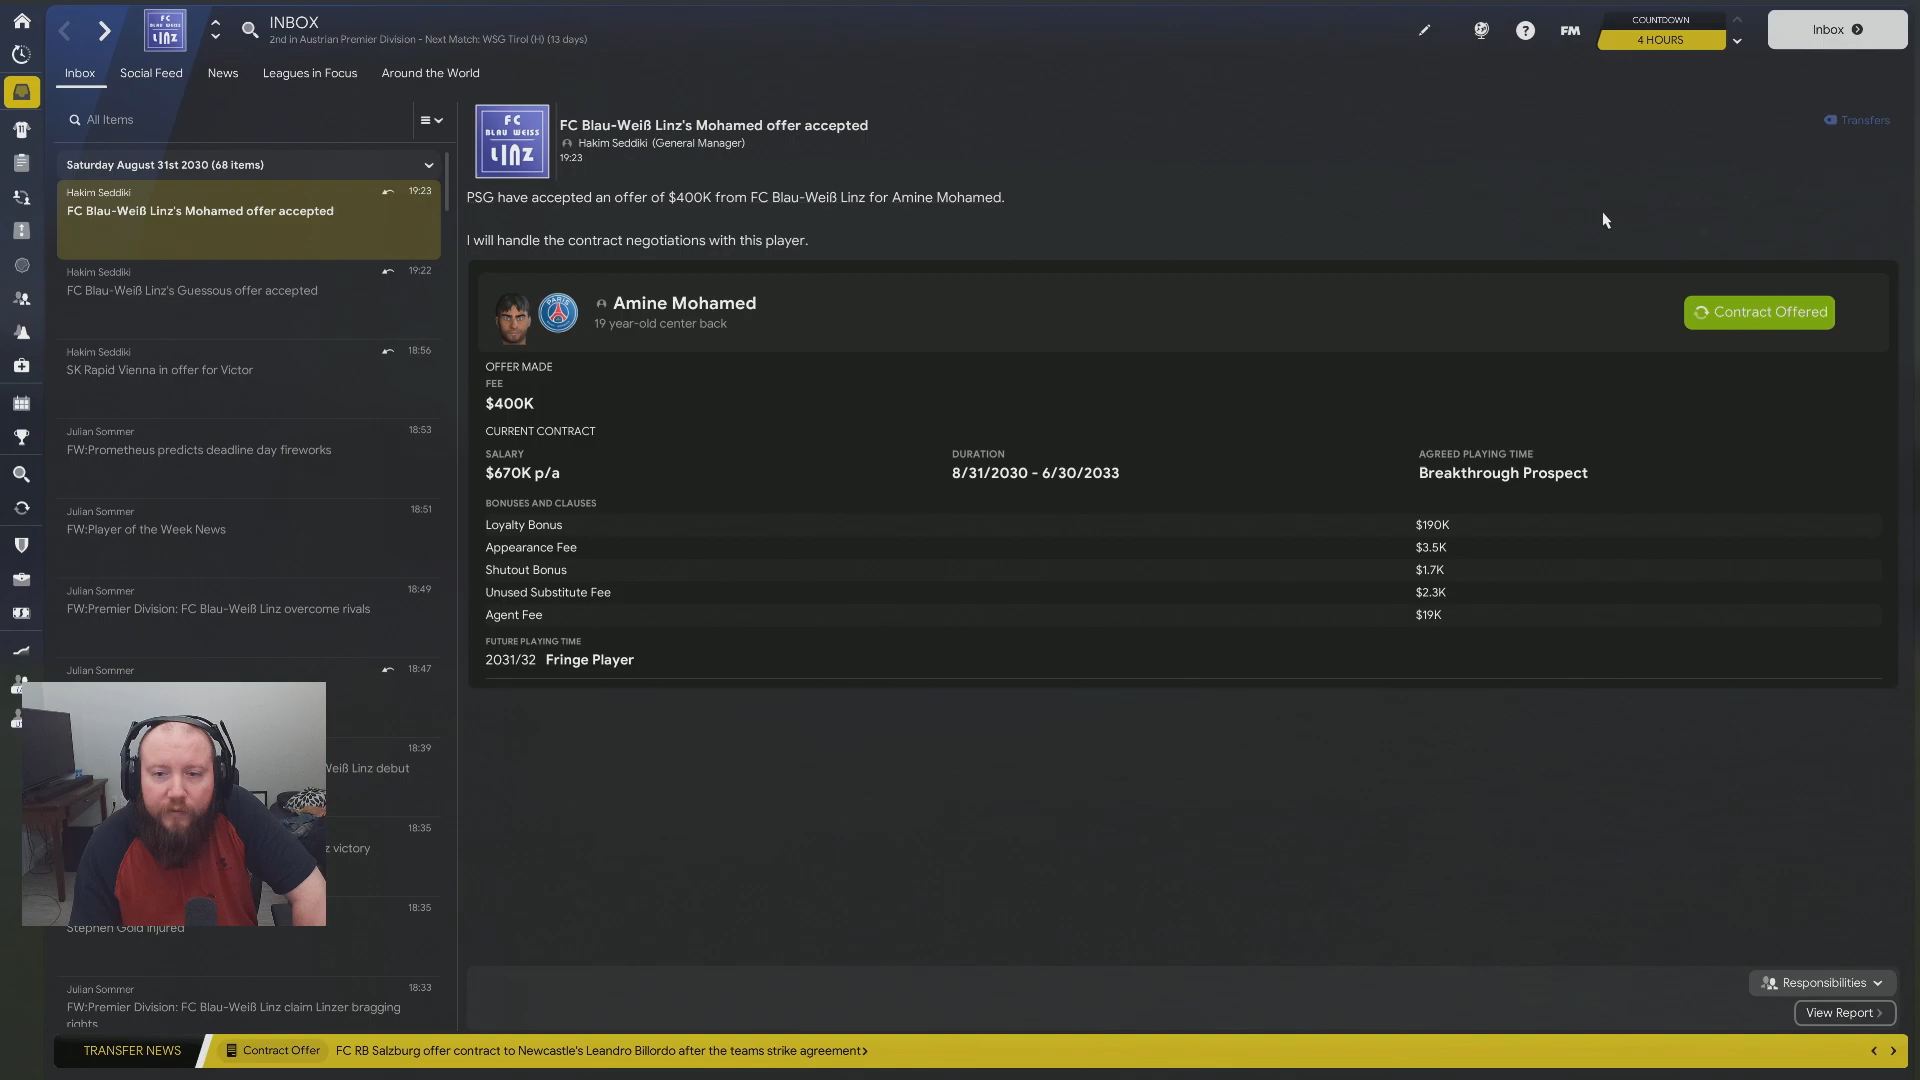 FC BLAU WEISS LINZ
INBOX
2nd in Austrian Premier Division - Next Match: WSG Tirol (H) (13 days)
FM
COUNTDOWN
4 HOURS
Inbox
Inbox
Social Feed
News
Leagues in Focus
Around the World
All Items
Saturday August 31st 2030 (68 items)
Hakim Seddiki 19:23
FC Blau-Weiß Linz's Mohamed offer accepted
Hakim Seddiki 19:22
FC Blau-Weiß Linz's Guessous offer accepted
Hakim Seddiki 18:56
SK Rapid Vienna in offer for Victor
Julian Sommer 18:53
FW:Prometheus predicts deadline day fireworks
Julian Sommer 18:51
FW:Player of the Week News
Julian Sommer 18:49
FW:Premier Division: FC Blau-Weiß Linz overcome rivals
Julian Sommer 18:47
18:39
Weiß Linz debut
18:35
z victory
18:35
Stephen Gold injured
Julian Sommer 18:33
FW:Premier Division: FC Blau-Weiß Linz claim Linzer bragging
rights
FC BLAU WEISS LINZ
FC Blau-Weiß Linz's Mohamed offer accepted
Hakim Seddiki (General Manager)
19:23
Transfers
PSG have accepted an offer of $400K from FC Blau-Weiß Linz for Amine Mohamed.
I will handle the contract negotiations with this player.
PARIS
Amine Mohamed
19 year-old center back
Contract Offered
OFFER MADE
FEE
$400K
CURRENT CONTRACT
SALARY DURATION AGREED PLAYING TIME
$670K p/a 8/31/2030 - 6/30/2033 Breakthrough Prospect
BONUSES AND CLAUSES
Loyalty Bonus $190K
Appearance Fee $3.5K
Shutout Bonus $1.7K
Unused Substitute Fee $2.3K
Agent Fee $19K
FUTURE PLAYING TIME
2031/32 Fringe Player
Responsibilities
View Report
TRANSFER NEWS
Contract Offer
FC RB Salzburg offer contract to Newcastle's Leandro Billordo after the teams strike agreement